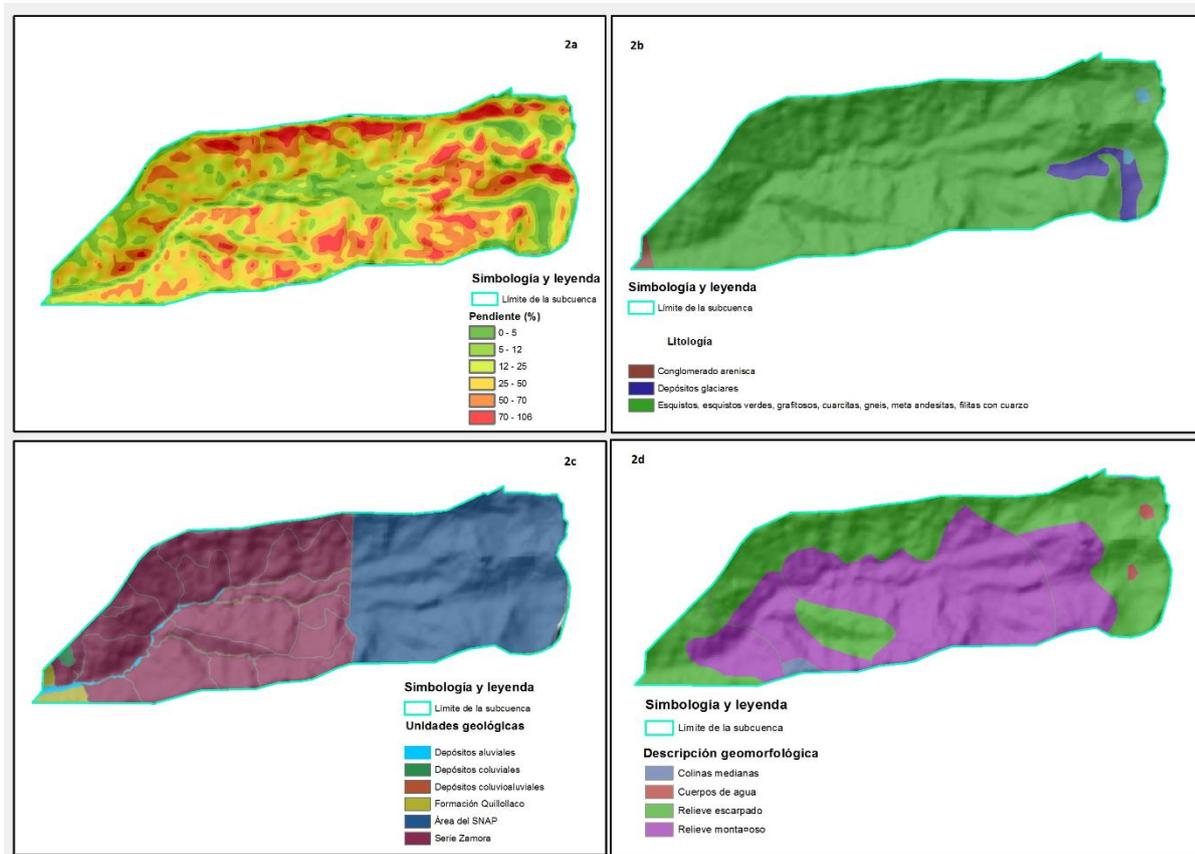 2a
Simbología y leyenda
Límite de la subcuenca
Pendiente (%)
0 - 5
5 - 12
12 - 25
25 - 50
50 - 70
70 - 106
2b
Simbología y leyenda
Límite de la subcuenca
Litología
Conglomerado arenisca
Depósitos glaciares
Esquistos, esquistos verdes, grafitosos, cuarcitas, gneis, meta andesitas, filitas con cuarzo
2c
Simbología y leyenda
Límite de la subcuenca
Unidades geológicas
Depósitos aluviales
Depósitos coluviales
Depósitos coluvioaluviales
Formación Quillollaco
Área del SNAP
Serie Zamora
2d
Simbología y leyenda
Límite de la subcuenca
Descripción geomorfológica
Colinas medianas
Cuerpos de agua
Relieve escarpado
Relieve monta¤oso